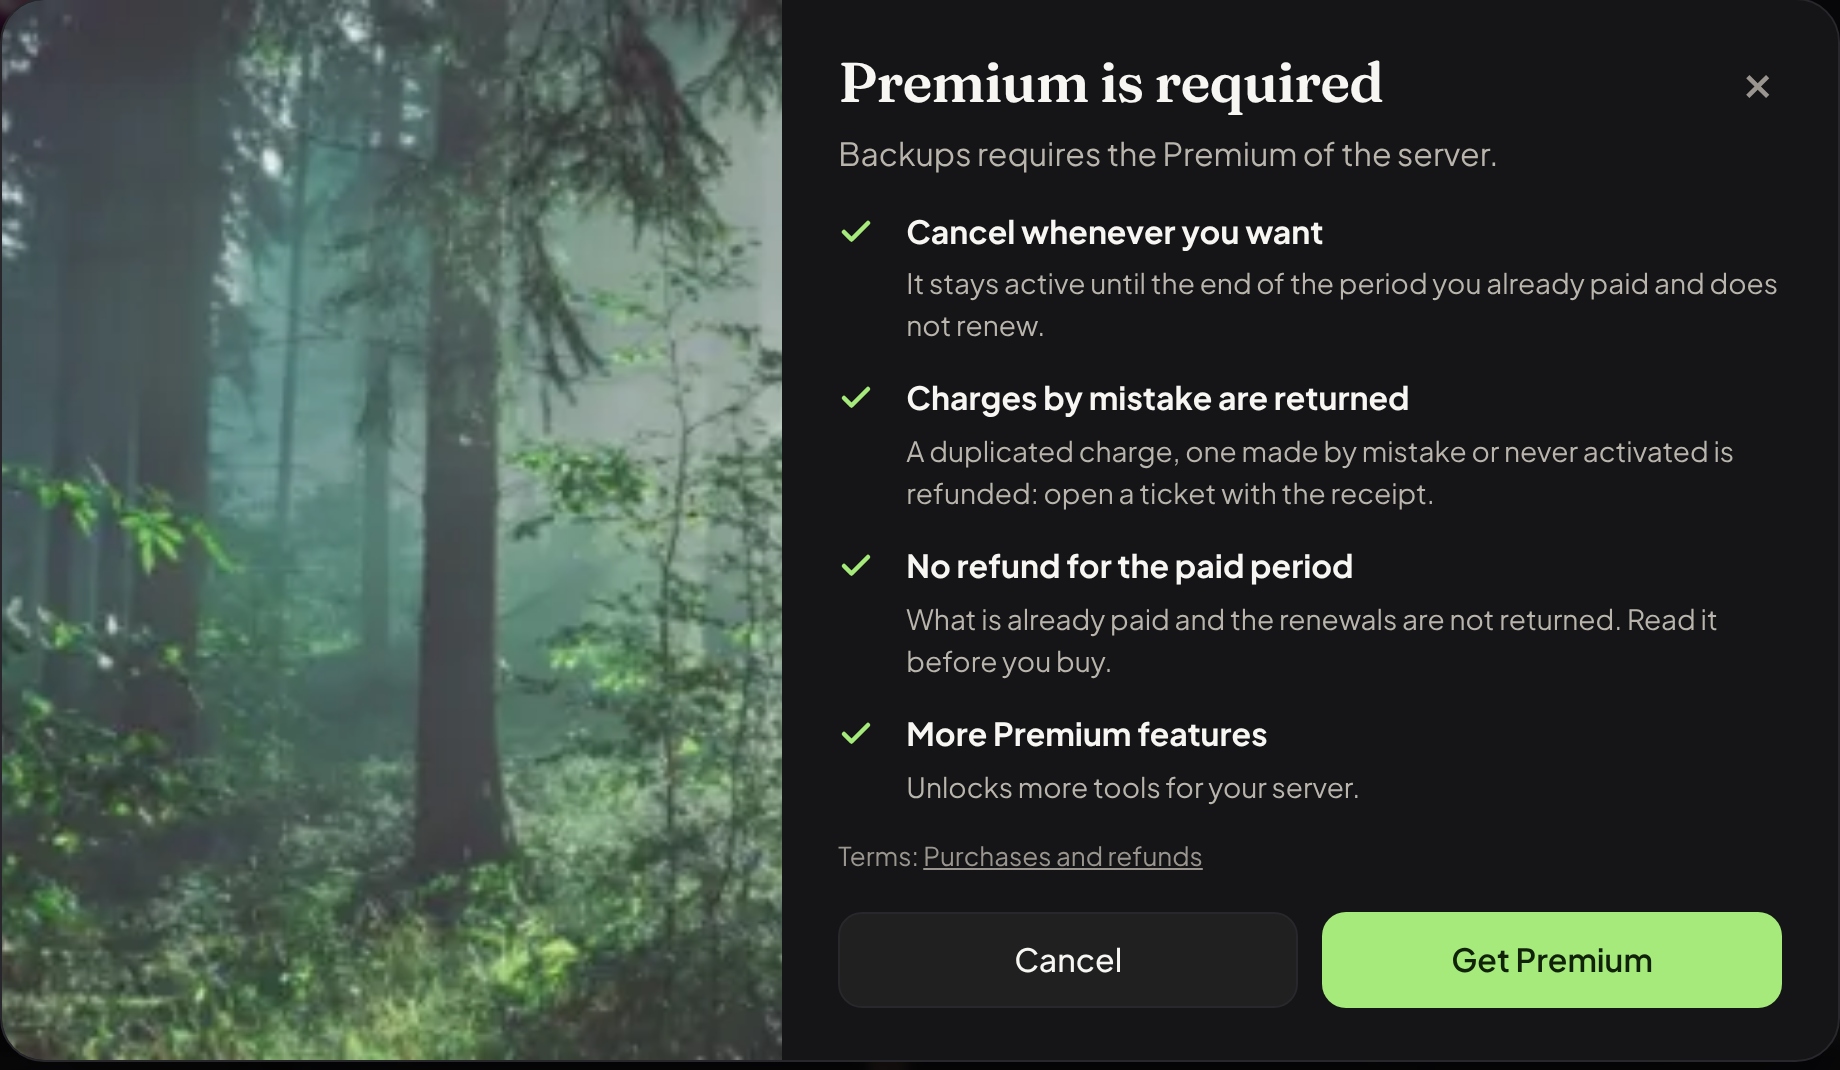 Premium is required
Backups requires the Premium of the server.
Cancel whenever you want
It stays active until the end of the period you already paid and does
not renew.
Charges by mistake are returned
A duplicated charge, one made by mistake or never activated is
refunded: open a ticket with the receipt.
No refund for the paid period
What is already paid and the renewals are not returned. Read it
before you buy.
More Premium features
Unlocks more tools for your server.
Terms: Purchases and refunds
Cancel
Get Premium